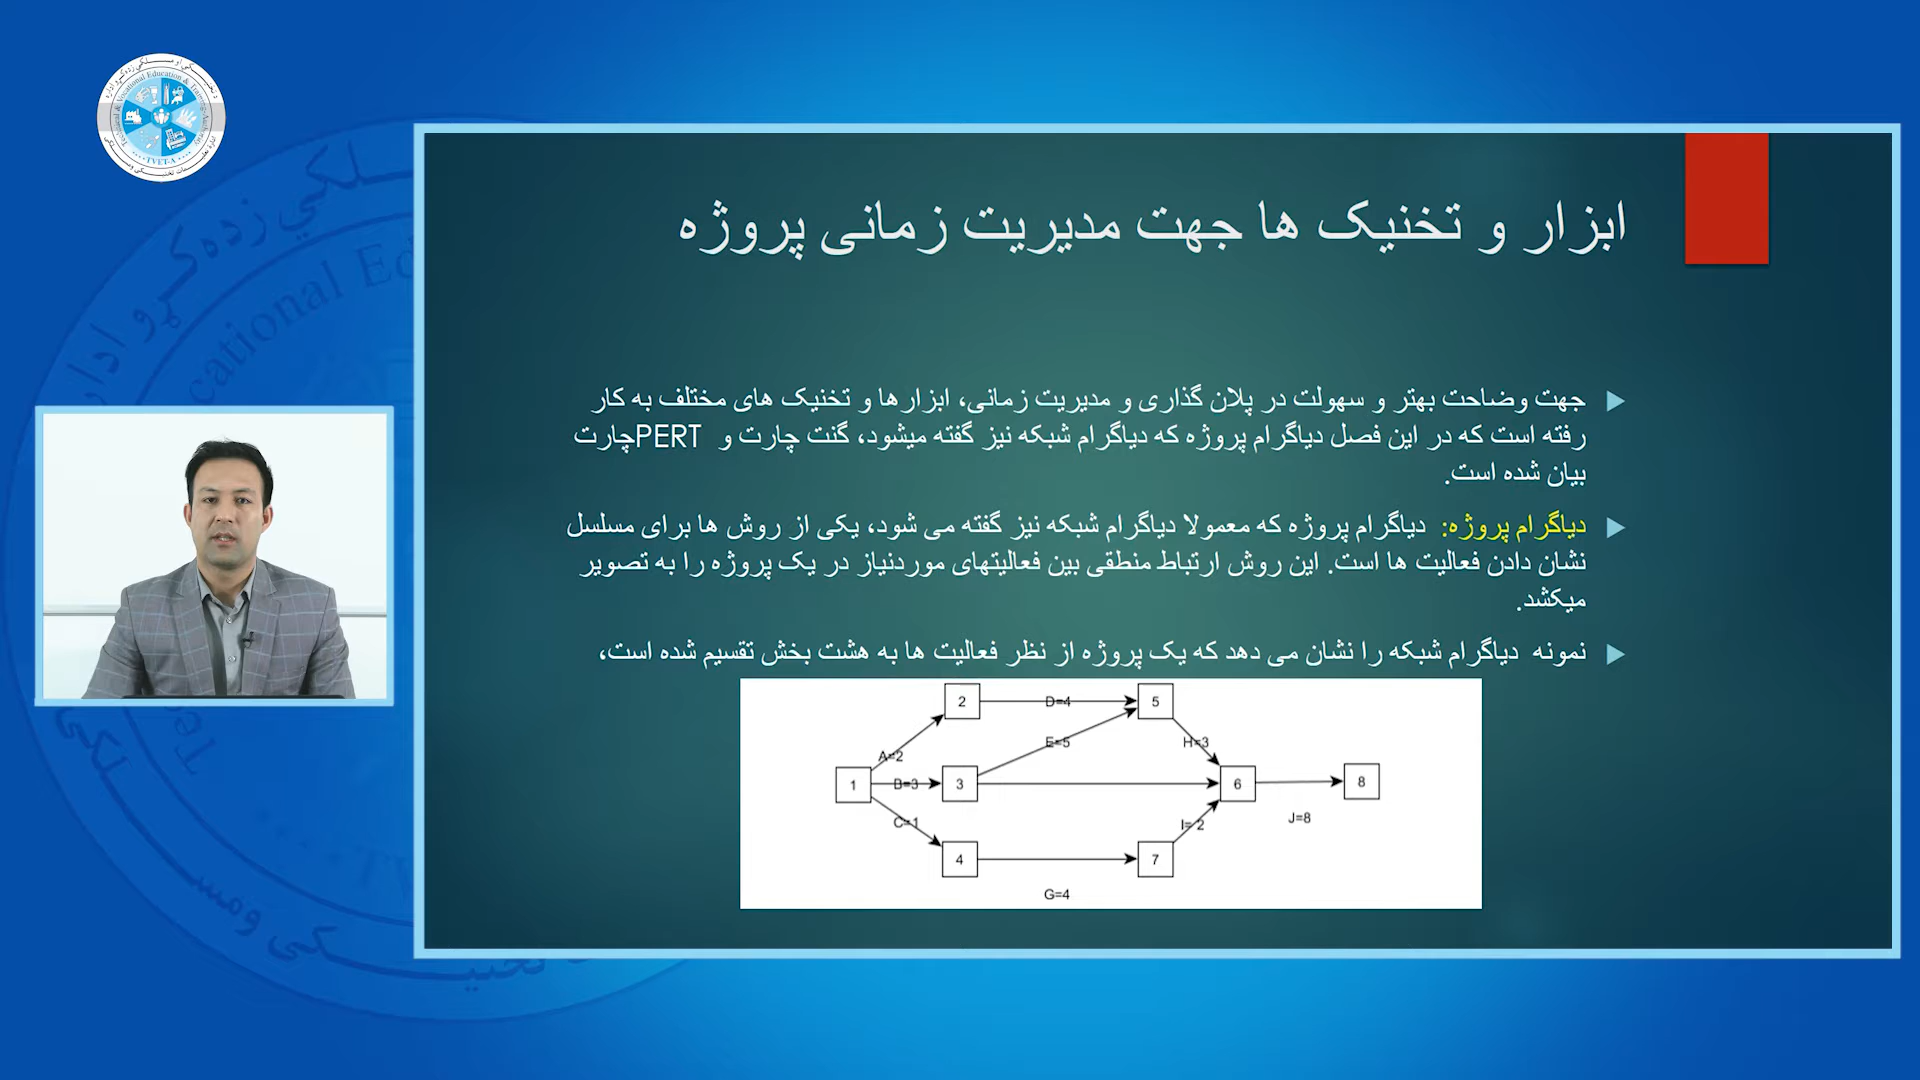 ابزار و تخنیک ها جهت مدیریت زمانی پروژه
جهت وضاحت بهتر و سهولت در پلان گذاری و مدیریت زمانی، ابزارها و تخنیک های مختلف به کار
رفته است که در این فصل دیاگرام پروژه که دیاگرام شبکه نیز گفته میشود، گنت چارت و PERTچارت
بیان شده است.
دیاگرام پروژه: دیاگرام پروژه که معمولا دیاگرام شبکه نیز گفته می شود، یکی از روش ها برای مسلسل
نشان دادن فعالیت ها است. این روش ارتباط منطقی بین فعالیتهای موردنیاز در یک پروژه را به تصویر
میکشد.
نمونه دیاگرام شبکه را نشان می دهد که یک پروژه از نظر فعالیت ها به هشت بخش تقسیم شده است،
2 D=4 5
A=2 E=5 H=3
1 B=3 3 6 8
C=1 I=2 J=8
4 7
G=4
Technical & Vocational Education & Training Authority
TVET-A